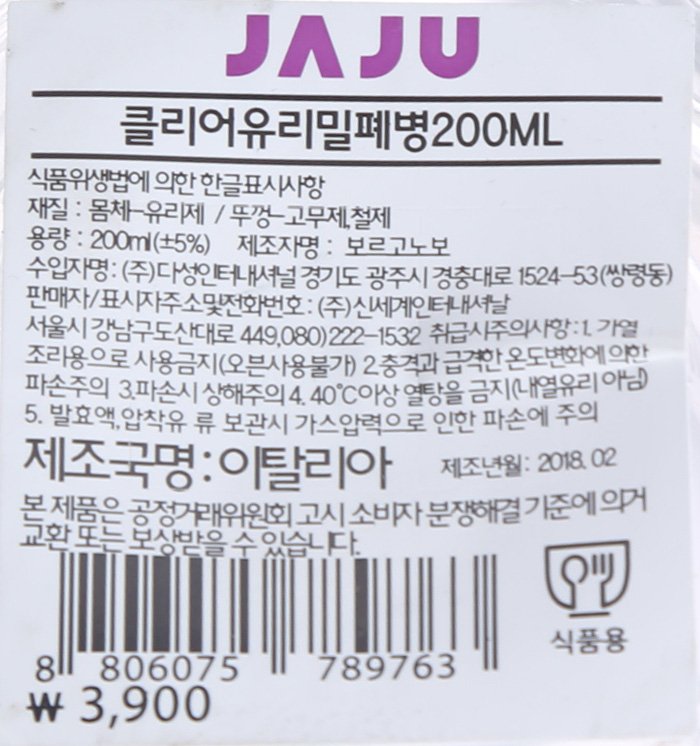 JAJU
클리어유리밀폐병200ML
식품위생법에 의한 한글표시사항
재질 : 몸체-유리제 / 뚜껑-고무제,철제
용량 : 200ml(±5%) 제조자명 : 보르고노보
수입자명 : (주)다성인터내셔널 경기도 광주시 경충대로 1524-53(쌍령동)
판매자/표시자주소및전화번호 : (주)신세계인터내셔날
서울시 강남구도산대로 449,080)222-1532 취급시주의사항 : 1. 가열
조리용으로 사용금지(오븐사용불가) 2.충격과 급격한 온도변화에 의한
파손주의 3.파손시 상해주의 4. 40℃이상 열탕을 금지(내열유리 아님)
5. 발효액,압착유 류 보관시 가스압력으로 인한 파손에 주의
제조국명 : 이탈리아 제조년월 : 2018. 02
본 제품은 공정거래위원회 고시 소비자 분쟁해결 기준에 의거
교환 또는 보상받을 수 있습니다.
식품용
8 806075 789763
₩ 3,900